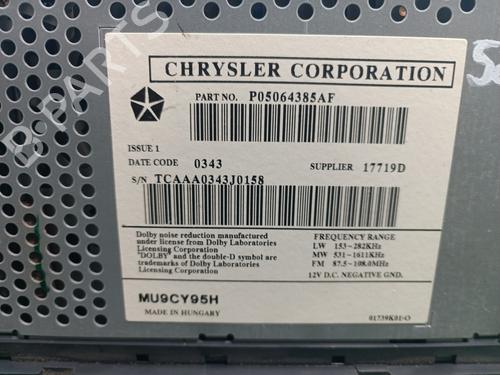 CHRYSLER CORPORATION
PART NO. P05064385AF
ISSUE 1
DATE CODE 0343 SUPPLIER 17719D
S/N TCAAA0343J0158
Dolby noise reduction manufactured
under license from Dolby Laboratories
Licensing Corporation
"DOLBY" and the double-D symbol are
trademarks of Dolby Laboratories
Licensing Corporation
FREQUENCY RANGE
LW 153-282KHz
MW 531-1611KHz
FM 87.5-108.0MHz
12V D.C. NEGATIVE GND.
MU9CY95H
MADE IN HUNGARY
01739K01-O
B PARTS